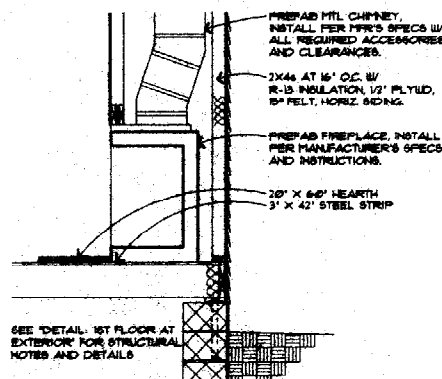 PREFAB MTL CHIMNEY,
INSTALL PER MFR'S SPECS W/
ALL REQUIRED ACCESSORIES
AND CLEARANCES.
2X4s AT 16" O.C. W/
R-13 INSULATION, 1/2" PLYWD,
15# FELT, HORIZ. SIDING.
PREFAB FIREPLACE, INSTALL
PER MANUFACTURER'S SPECS
AND INSTRUCTIONS.
20" X 60" HEARTH
3" X 42" STEEL STRIP
SEE "DETAIL: 1ST FLOOR AT
EXTERIOR" FOR STRUCTURAL
NOTES AND DETAILS